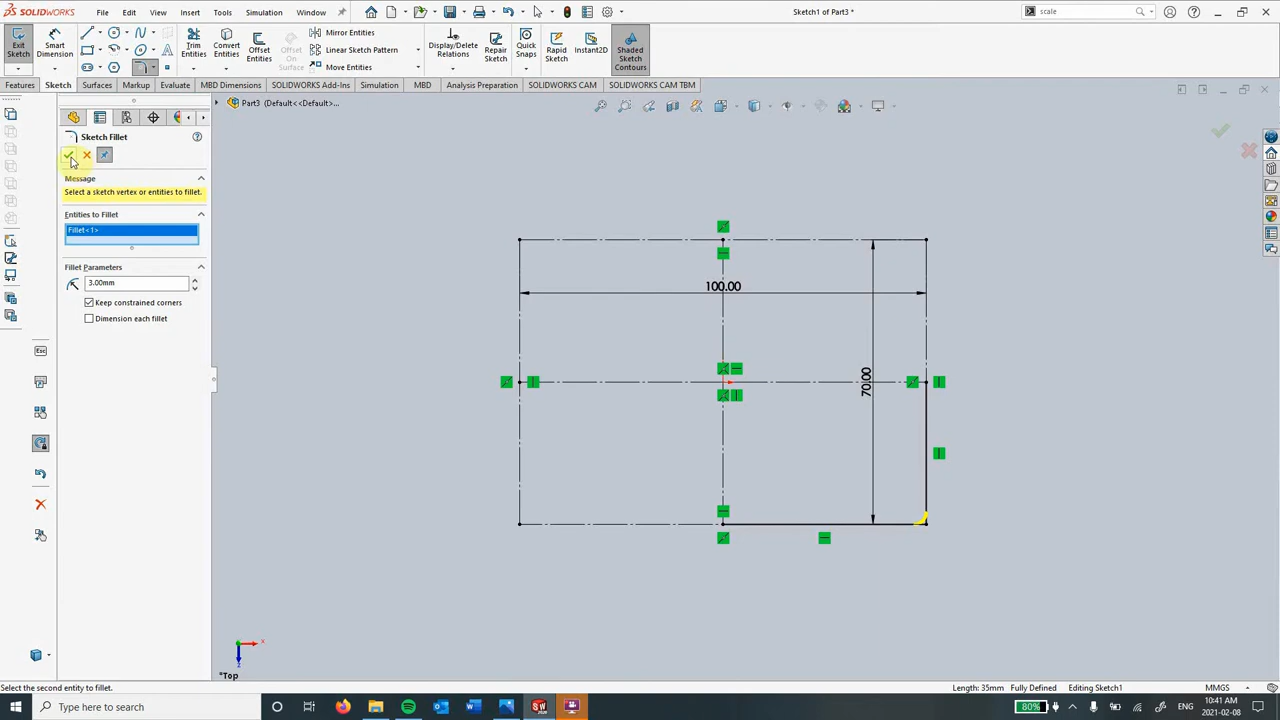 SOLIDWORKS File Edit View Insert Tools Simulation Window Sketch1 of Part3 * scale
Exit Sketch
Smart Dimension
Trim Entities
Convert Entities
Offset Entities
Offset On Surface
Mirror Entities
Linear Sketch Pattern
Move Entities
Display/Delete Relations
Repair Sketch
Quick Snaps
Rapid Sketch
Instant2D
Shaded Sketch Contours
Features Sketch Surfaces Markup Evaluate MBD Dimensions SOLIDWORKS Add-Ins Simulation MBD Analysis Preparation SOLIDWORKS CAM SOLIDWORKS CAM TBM
Part3 (Default<<Default>...
Sketch Fillet
Message
Select a sketch vertex or entities to fillet.
Entities to Fillet
Fillet<1>
Fillet Parameters
3.00mm
Keep constrained corners
Dimension each fillet
Esc
100.00
70.00
x
z
*Top
Select the second entity to fillet. Length: 35mm Fully Defined Editing Sketch1 MMGS
Type here to search
80%
10:41 AM
2021-02-08